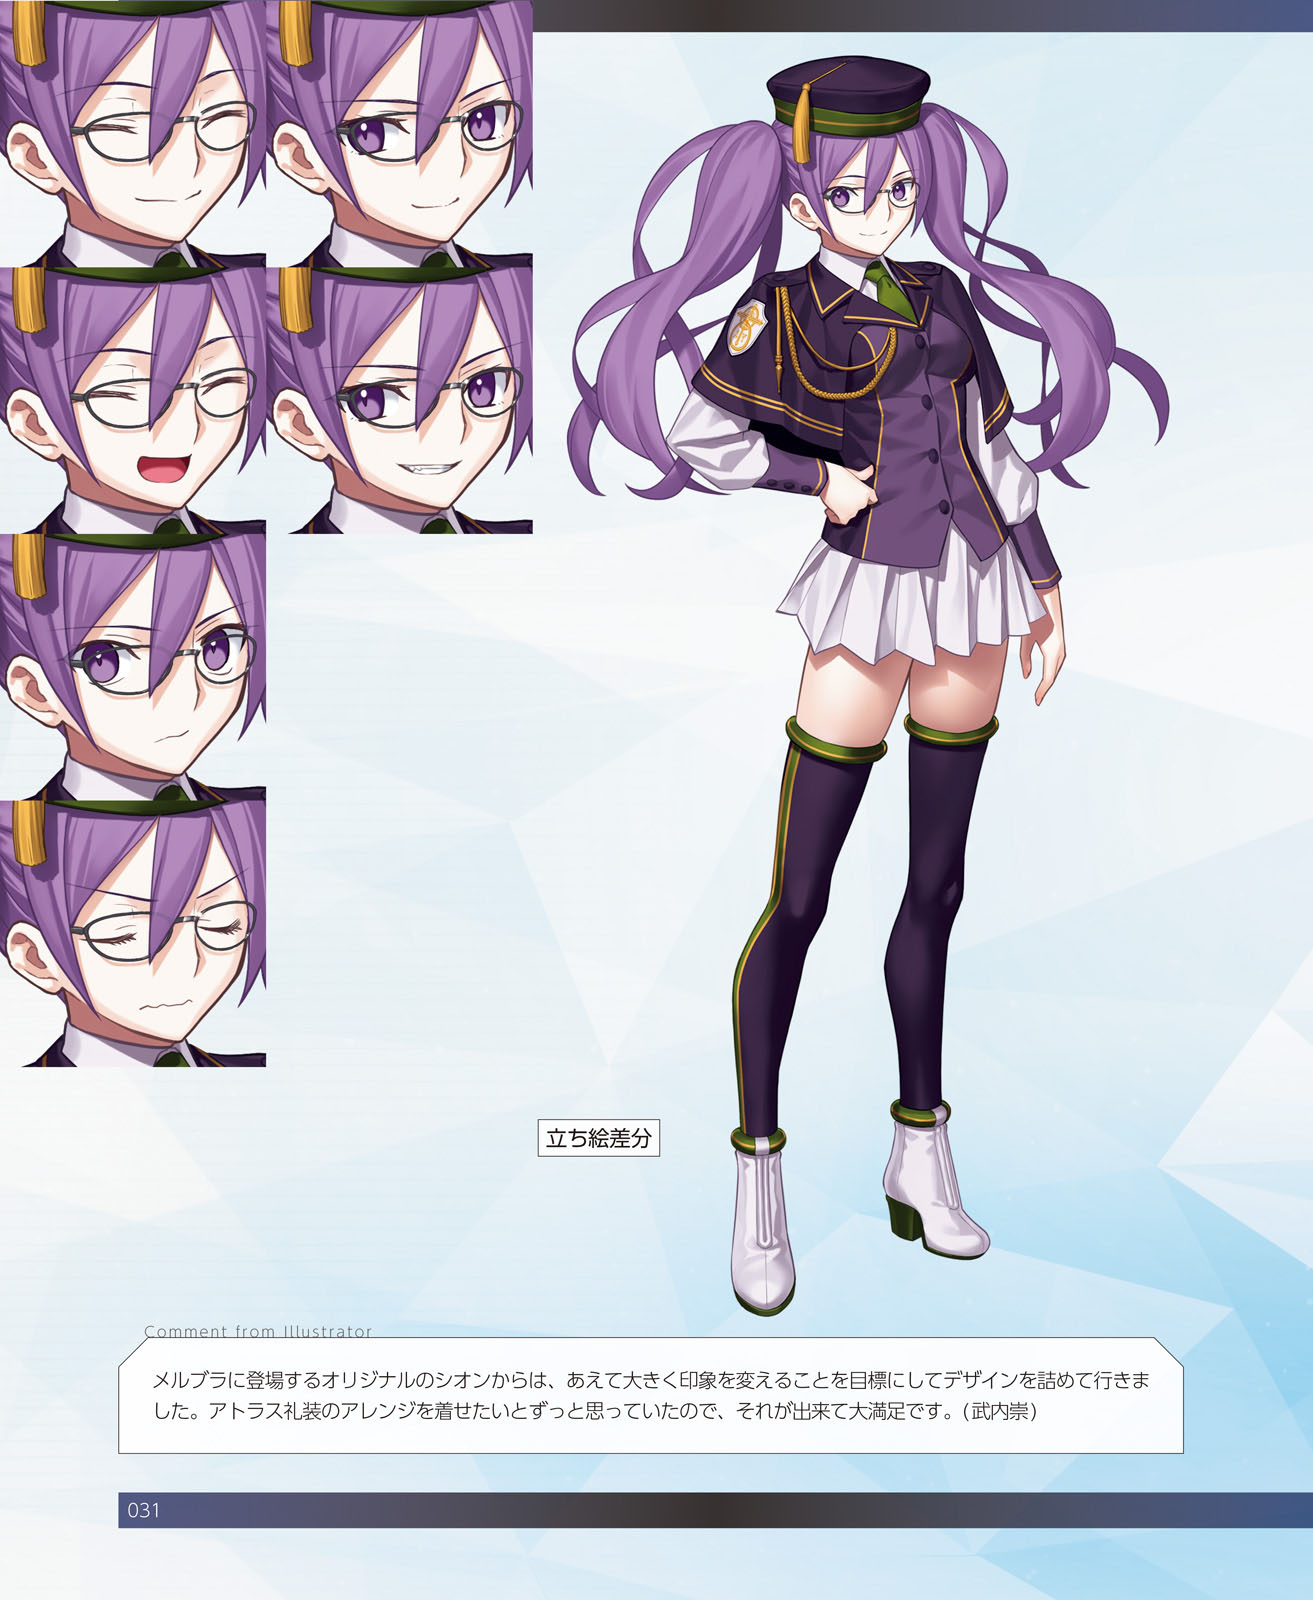 立ち絵差分
Comment from Illustrator
メルブラに登場するオリジナルのシオンからは、あえて大きく印象を変えることを目標にしてデザインを詰めて行きま
した。アトラス礼装のアレンジを着せたいとずっと思っていたので、それが出来て大満足です。(武内崇)
031